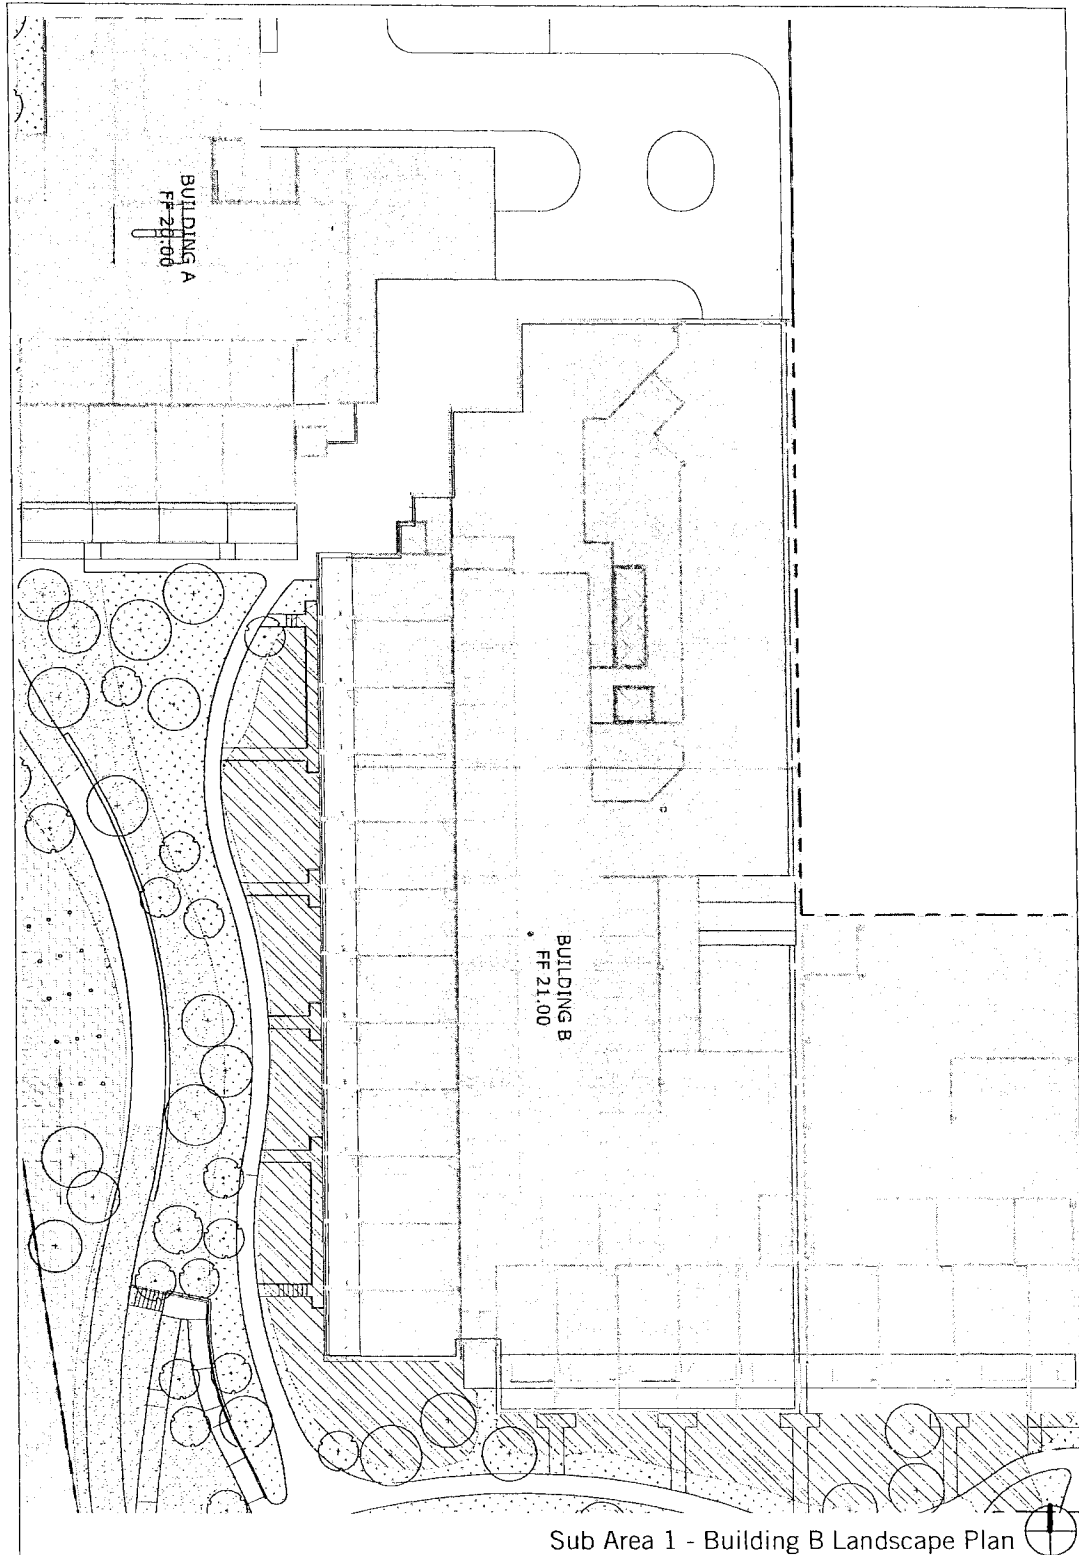 BUILDING A
FF 20.00
BUILDING B
FF 21.00
Sub Area 1 - Building B Landscape Plan